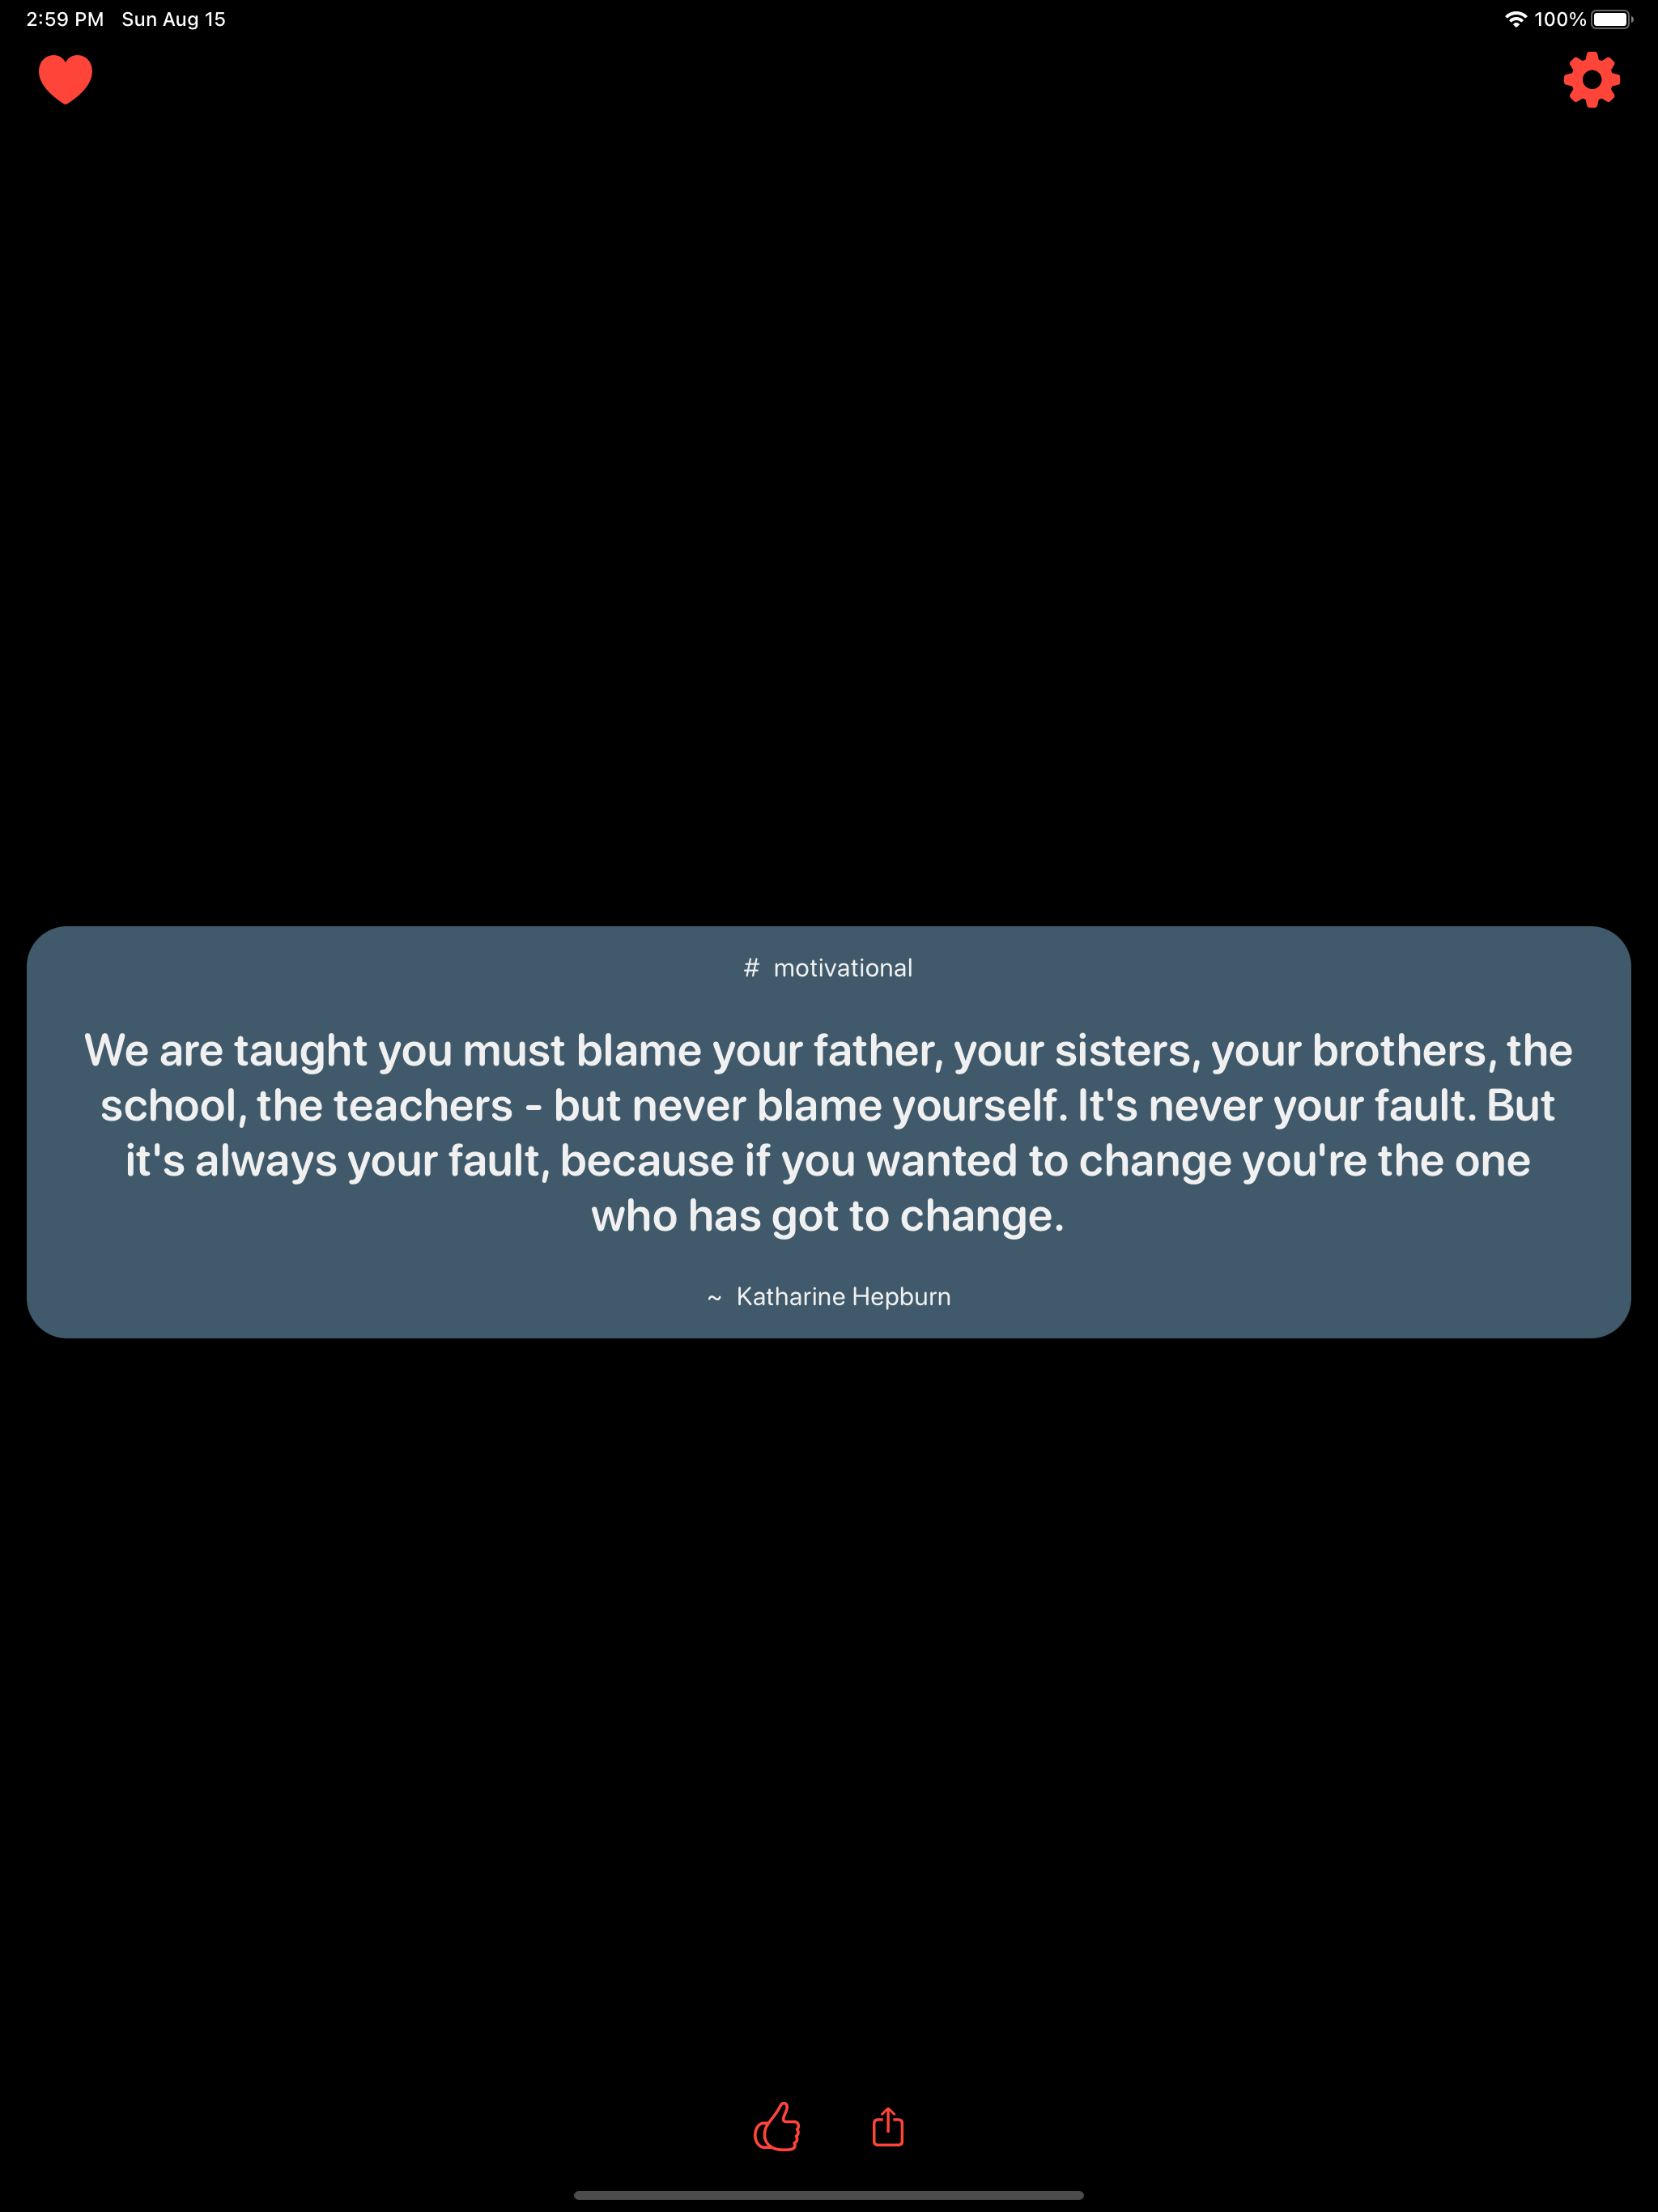 2:59 PM Sun Aug 15
100%
# motivational
We are taught you must blame your father, your sisters, your brothers, the
school, the teachers - but never blame yourself. It's never your fault. But
it's always your fault, because if you wanted to change you're the one
who has got to change.
~ Katharine Hepburn